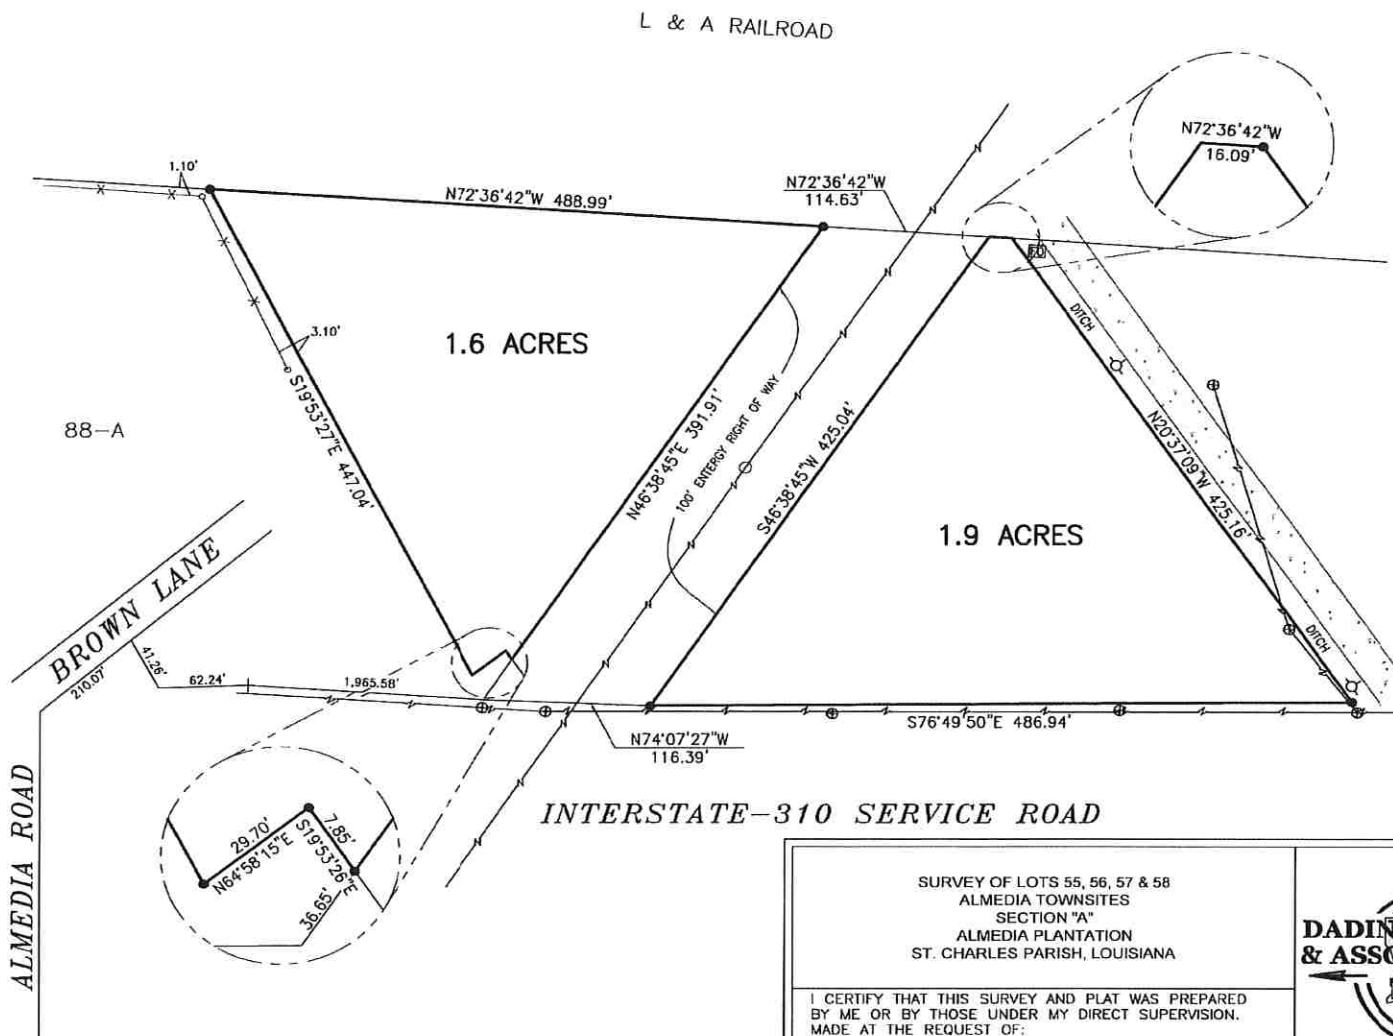 L & A RAILROAD
N72°36'42"W
16.09'
1.10'
N72°36'42"W 488.99'
N72°36'42"W
114.63'
DITCH
3.10'
1.6 ACRES
S19°53'27"E 447.04'
88-A
N46°38'45"E 391.91'
100' ENTERGY RIGHT OF WAY
S46°38'45"W 425.04'
N20°37'09"W 425.16'
1.9 ACRES
BROWN LANE
210.07'
41.26'
62.24'
1,965.58'
DITCH
S76°49'50"E 486.94'
N74°07'27"W
116.39'
ALMEDIA ROAD
INTERSTATE-310 SERVICE ROAD
29.70'
N64°58'15"E
7.85'
S19°53'26"E
36.65'
SURVEY OF LOTS 55, 56, 57 & 58
ALMEDIA TOWNSITES
SECTION "A"
ALMEDIA PLANTATION
ST. CHARLES PARISH, LOUISIANA
DADIN
& ASSO
I CERTIFY THAT THIS SURVEY AND PLAT WAS PREPARED
BY ME OR BY THOSE UNDER MY DIRECT SUPERVISION.
MADE AT THE REQUEST OF: